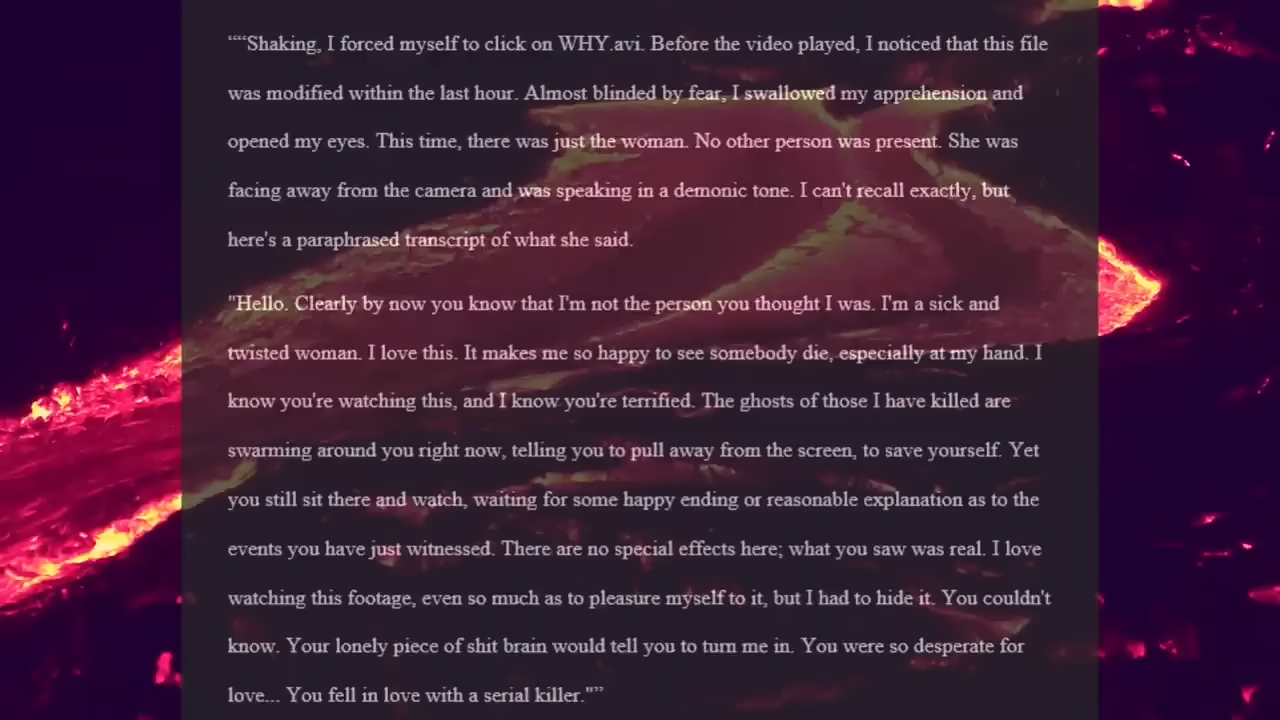 ““‘Shaking, I forced myself to click on WHY.avi. Before the video played, I noticed that this file
was modified within the last hour. Almost blinded by fear, I swallowed my apprehension and
opened my eyes. This time, there was just the woman. No other person was present. She was
facing away from the camera and was speaking in a demonic tone. I can't recall exactly, but
here's a paraphrased transcript of what she said.
"Hello. Clearly by now you know that I'm not the person you thought I was. I'm a sick and
twisted woman. I love this. It makes me so happy to see somebody die, especially at my hand. I
know you're watching this, and I know you're terrified. The ghosts of those I have killed are
swarming around you right now, telling you to pull away from the screen, to save yourself. Yet
you still sit there and watch, waiting for some happy ending or reasonable explanation as to the
events you have just witnessed. There are no special effects here; what you saw was real. I love
watching this footage, even so much as to pleasure myself to it, but I had to hide it. You couldn't
know. Your lonely piece of shit brain would tell you to turn me in. You were so desperate for
love... You fell in love with a serial killer."”